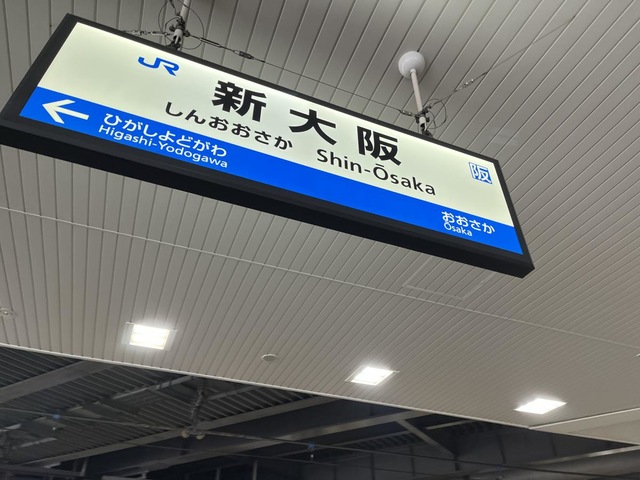 JR
新大阪
阪
しんおおさか Shin-Ōsaka
ひがしよどがわ
Higashi-Yodogawa
おおさか
Ōsaka